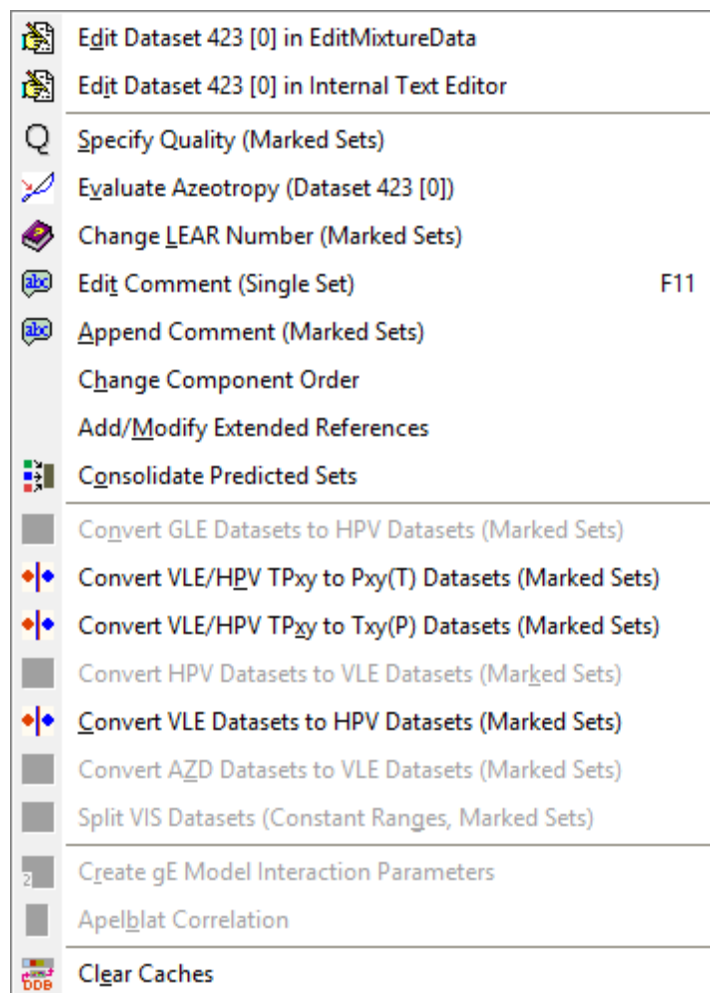 Edit Dataset 423 [0] in EditMixtureData
Edit Dataset 423 [0] in Internal Text Editor
Q Specify Quality (Marked Sets)
Evaluate Azeotropy (Dataset 423 [0])
Change LEAR Number (Marked Sets)
abc Edit Comment (Single Set) F11
abc Append Comment (Marked Sets)
Change Component Order
Add/Modify Extended References
Consolidate Predicted Sets
Convert GLE Datasets to HPV Datasets (Marked Sets)
Convert VLE/HPV TPxy to Pxy(T) Datasets (Marked Sets)
Convert VLE/HPV TPxy to Txy(P) Datasets (Marked Sets)
Convert HPV Datasets to VLE Datasets (Marked Sets)
Convert VLE Datasets to HPV Datasets (Marked Sets)
Convert AZD Datasets to VLE Datasets (Marked Sets)
Split VIS Datasets (Constant Ranges, Marked Sets)
2 Create gE Model Interaction Parameters
Apelblat Correlation
DDB Clear Caches